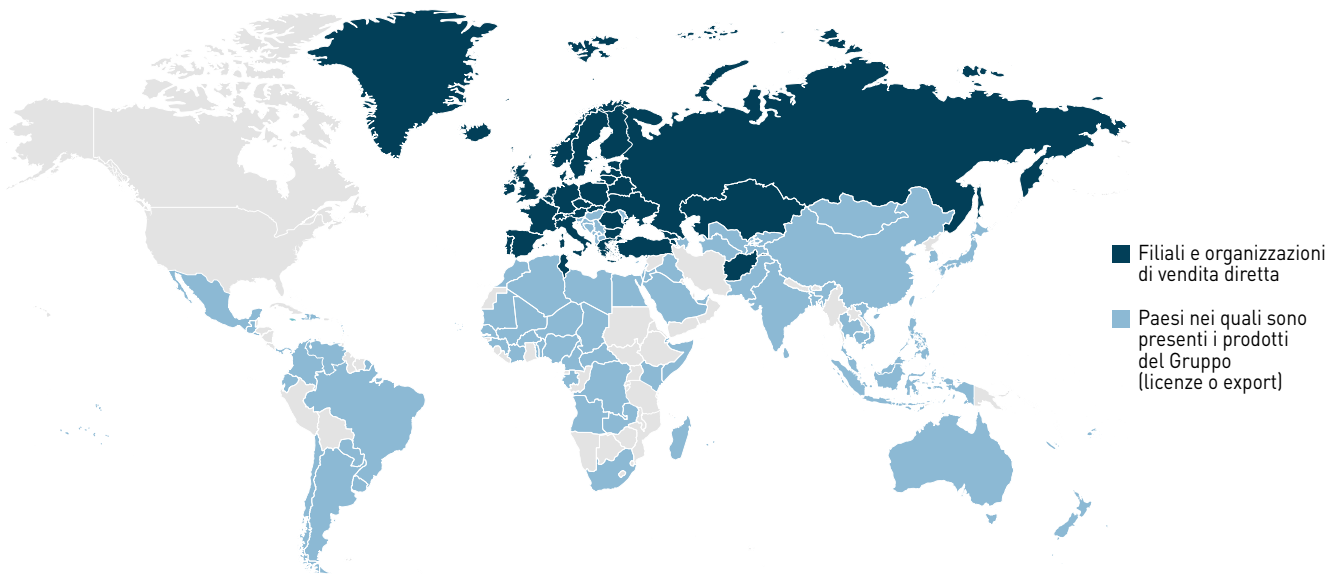 Filiali e organizzazioni
di vendita diretta
Paesi nei quali sono
presenti i prodotti
del Gruppo
(licenze o export)